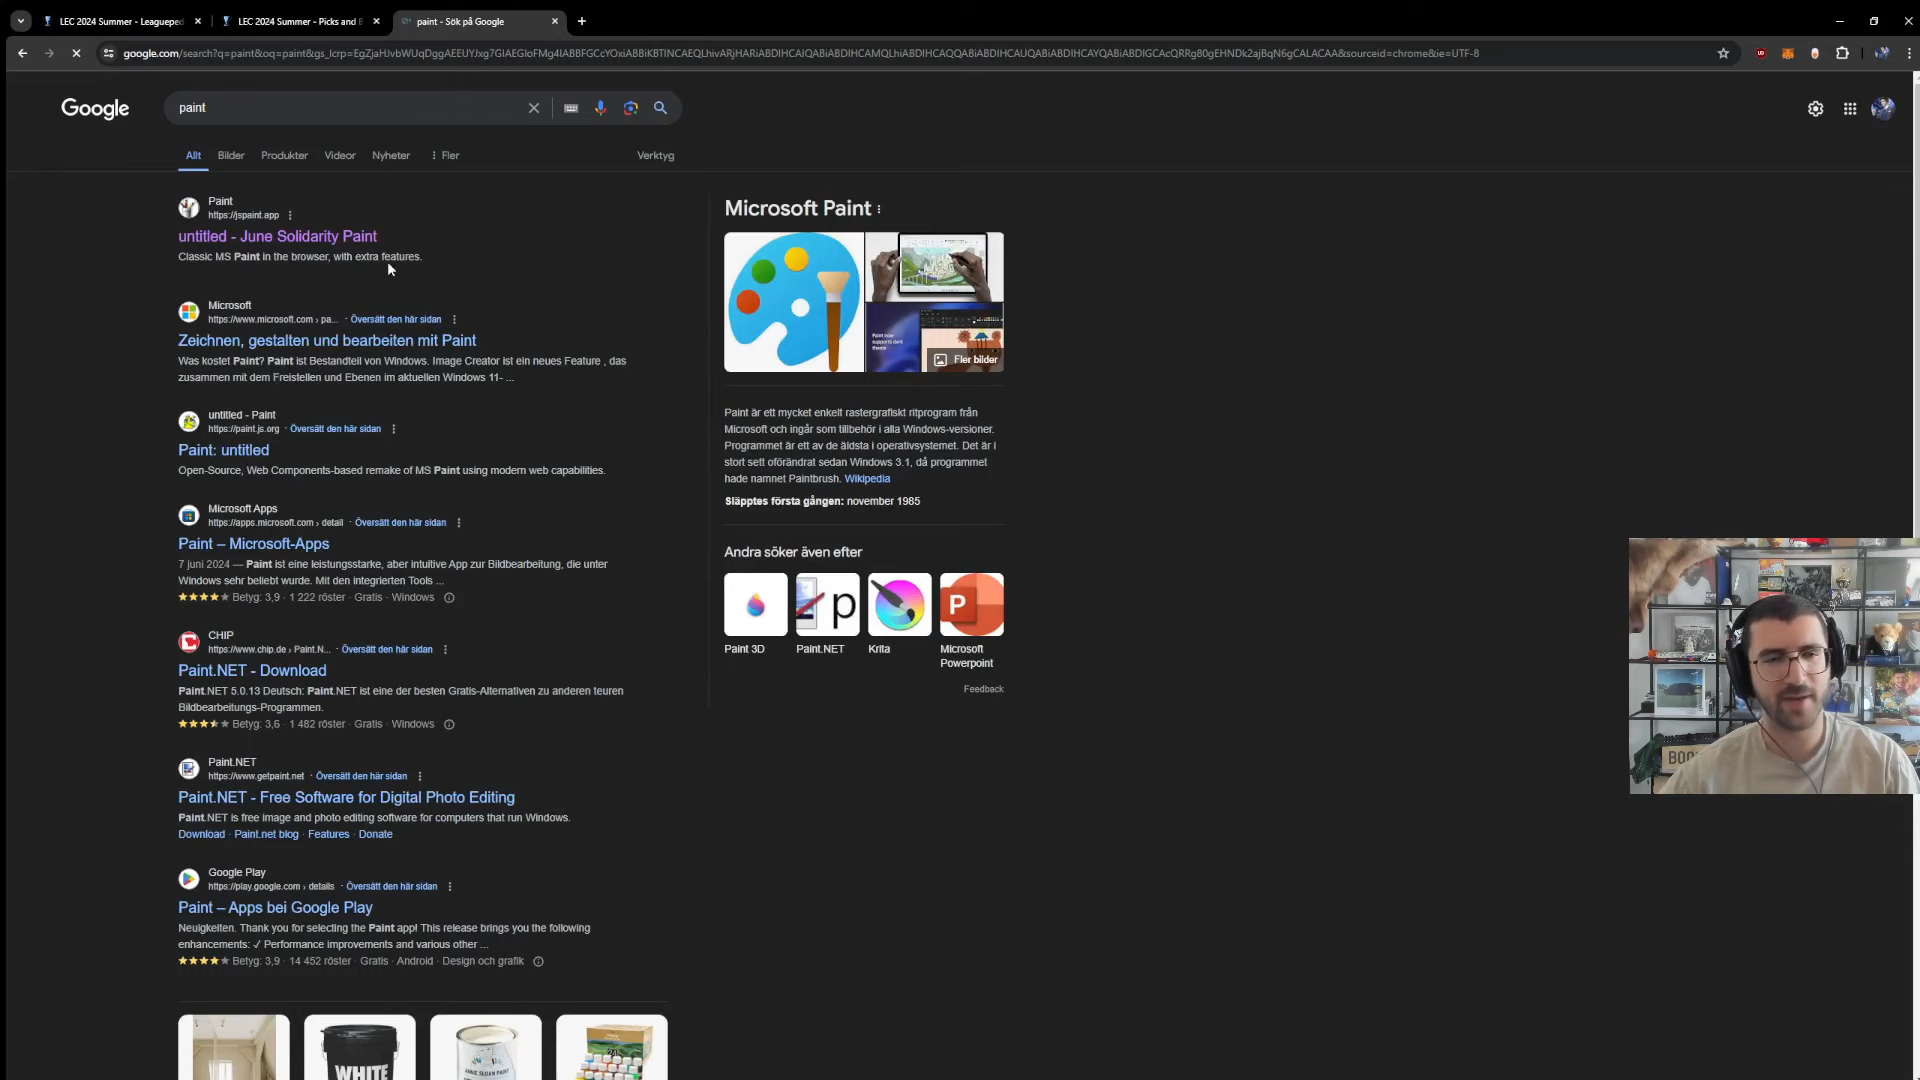 LEC 2024 Summer - Leaguepedi
LEC 2024 Summer - Picks and B
paint - Sök på Google
google.com/search?q=paint&oq=paint&gs_lcrp=
&sourceid=chrome&ie=UTF-8
Google
paint
Allt Bilder Produkter Videor Nyheter Fler Verktyg
Paint
https://jspaint.app
untitled - June Solidarity Paint
Classic MS Paint in the browser, with extra features.
Microsoft
https://www.microsoft.com › pa... · Översätt den här sidan
Zeichnen, gestalten und bearbeiten mit Paint
Was kostet Paint? Paint ist Bestandteil von Windows. Image Creator ist ein neues Feature , das
zusammen mit dem Freistellen und Ebenen im aktuellen Windows 11- ...
untitled - Paint
https://paint.js.org · Översätt den här sidan
Paint: untitled
Open-Source, Web Components-based remake of MS Paint using modern web capabilities.
Microsoft Apps
https://apps.microsoft.com › detail · Översätt den här sidan
Paint – Microsoft-Apps
7 juni 2024 — Paint ist eine leistungsstarke, aber intuitive App zur Bildbearbeitung, die unter
Windows sehr beliebt wurde. Mit den integrierten Tools ...
Betyg: 3,9 · 1 222 röster · Gratis · Windows
CHIP
https://www.chip.de › Paint.N... · Översätt den här sidan
Paint.NET - Download
Paint.NET 5.0.13 Deutsch: Paint.NET ist eine der besten Gratis-Alternativen zu anderen teuren
Bildbearbeitungs-Programmen.
Betyg: 3,6 · 1 482 röster · Gratis · Windows
Paint.NET
https://www.getpaint.net · Översätt den här sidan
Paint.NET - Free Software for Digital Photo Editing
Paint.NET is free image and photo editing software for computers that run Windows.
Download · Paint.net blog · Features · Donate
Google Play
https://play.google.com › details · Översätt den här sidan
Paint – Apps bei Google Play
Neuigkeiten. Thank you for selecting the Paint app! This release brings you the following
enhancements: ✓ Performance improvements and various other ...
Betyg: 3,9 · 14 452 röster · Gratis · Android · Design och grafik
WHITE
24
Microsoft Paint
Paint now
supports dark
theme
Fler bilder
Paint är ett mycket enkelt rastergrafiskt ritprogram från
Microsoft och ingår som tillbehör i alla Windows-versioner.
Programmet är ett av de äldsta i operativsystemet. Det är i
stort sett oförändrat sedan Windows 3.1, då programmet
hade namnet Paintbrush. Wikipedia
Släpptes första gången: november 1985
Andra söker även efter
p
P
Paint 3D
Paint.NET
Krita
Microsoft
Powerpoint
Feedback